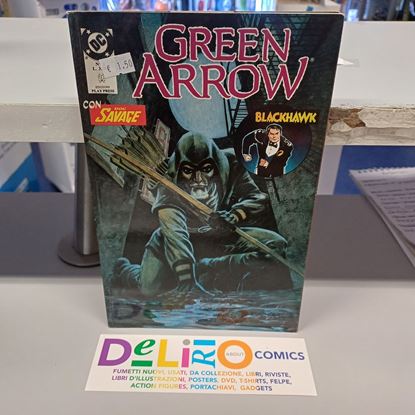 DC
GREEN
ARROW
€ 1.50
PLAY PRESS
CON
SAVAGE
BLACKHAWK
DeLiRiO ABOUT COMICS
FUMETTI NUOVI, USATI, DA COLLEZIONE, LIBRI, RIVISTE,
LIBRI D'ILLUSTRAZIONI, POSTERS, DVD, T-SHIRTS, FELPE,
ACTION FIGURES, PORTACHIAVI, GADGETS